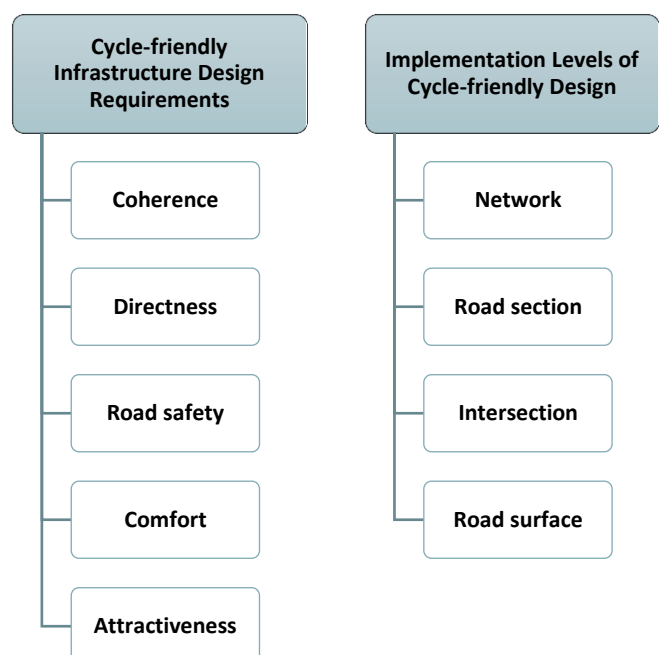 Cycle-friendly
Infrastructure Design
Requirements
Coherence
Directness
Road safety
Comfort
Attractiveness
Implementation Levels of
Cycle-friendly Design
Network
Road section
Intersection
Road surface